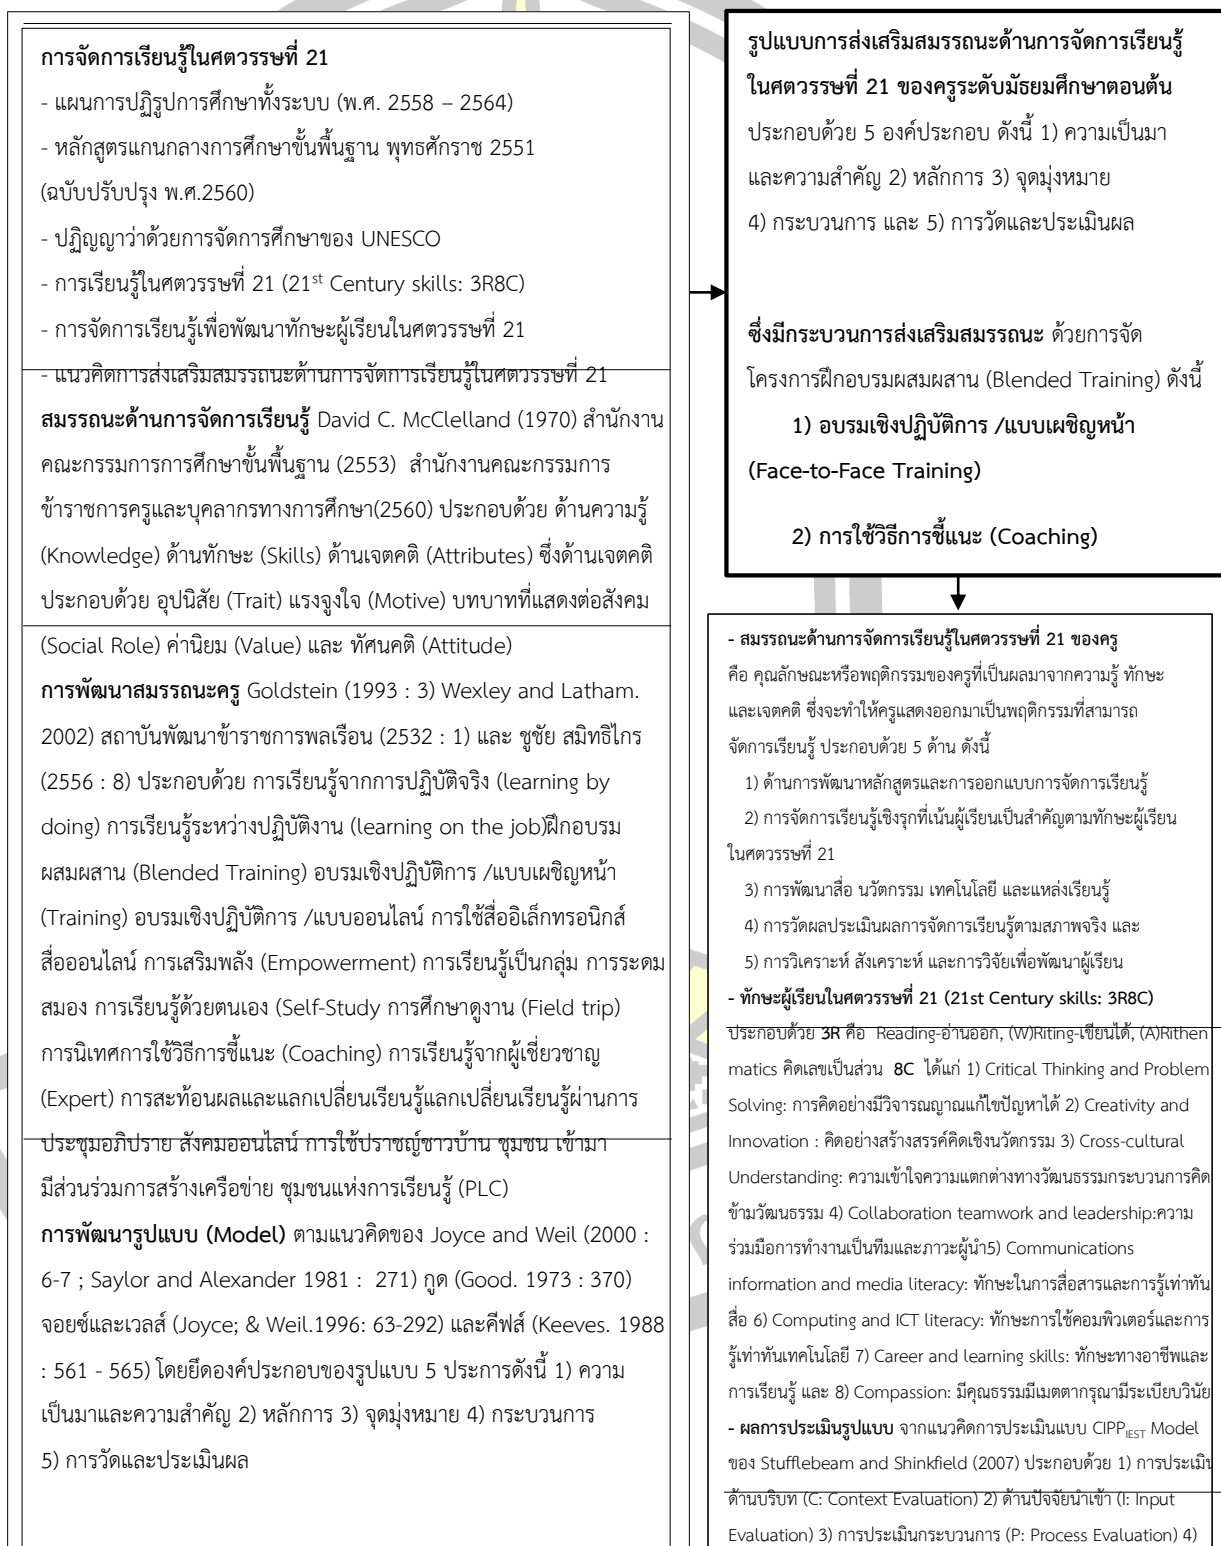 การจัดการเรียนรู้ในศตวรรษที่ 21
- แผนการปฏิรูปการศึกษาทั้งระบบ (พ.ศ. 2558 – 2564)
- หลักสูตรแกนกลางการศึกษาขั้นพื้นฐาน พุทธศักราช 2551
(ฉบับปรับปรุง พ.ศ.2560)
- ปฏิญญาว่าด้วยการจัดการศึกษาของ UNESCO
- การเรียนรู้ในศตวรรษที่ 21 (21st Century skills: 3R8C)
- การจัดการเรียนรู้เพื่อพัฒนาทักษะผู้เรียนในศตวรรษที่ 21
- แนวคิดการส่งเสริมสมรรถนะด้านการจัดการเรียนรู้ในศตวรรษที่ 21
สมรรถนะด้านการจัดการเรียนรู้ David C. McClelland (1970) สำนักงาน
คณะกรรมการการศึกษาขั้นพื้นฐาน (2553) สำนักงานคณะกรรมการ
ข้าราชการครูและบุคลากรทางการศึกษา(2560) ประกอบด้วย ด้านความรู้
(Knowledge) ด้านทักษะ (Skills) ด้านเจตคติ (Attributes) ซึ่งด้านเจตคติ
ประกอบด้วย อุปนิสัย (Trait) แรงจูงใจ (Motive) บทบาทที่แสดงต่อสังคม
(Social Role) ค่านิยม (Value) และ ทัศนคติ (Attitude)
การพัฒนาสมรรถนะครู Goldstein (1993 : 3) Wexley and Latham.
2002) สถาบันพัฒนาข้าราชการพลเรือน (2532 : 1) และ ชูชัย สมิทธิไกร
(2556 : 8) ประกอบด้วย การเรียนรู้จากการปฏิบัติจริง (learning by
doing) การเรียนรู้ระหว่างปฏิบัติงาน (learning on the job)ฝึกอบรม
ผสมผสาน (Blended Training) อบรมเชิงปฏิบัติการ /แบบเผชิญหน้า
(Training) อบรมเชิงปฏิบัติการ /แบบออนไลน์ การใช้สื่ออิเล็กทรอนิกส์
สื่อออนไลน์ การเสริมพลัง (Empowerment) การเรียนรู้เป็นกลุ่ม การระดม
สมอง การเรียนรู้ด้วยตนเอง (Self-Study การศึกษาดูงาน (Field trip)
การนิเทศการใช้วิธีการชี้แนะ (Coaching) การเรียนรู้จากผู้เชี่ยวชาญ
(Expert) การสะท้อนผลและแลกเปลี่ยนเรียนรู้แลกเปลี่ยนเรียนรู้ผ่านการ
ประชุมอภิปราย สังคมออนไลน์ การใช้ปราชญ์ชาวบ้าน ชุมชน เข้ามา
มีส่วนร่วมการสร้างเครือข่าย ชุมชนแห่งการเรียนรู้ (PLC)
การพัฒนารูปแบบ (Model) ตามแนวคิดของ Joyce and Weil (2000 :
6-7 ; Saylor and Alexander 1981 : 271) กูด (Good. 1973 : 370)
จอยซ์และเวลส์ (Joyce; & Weil.1996: 63-292) และคีฟส์ (Keeves. 1988
: 561 - 565) โดยยึดองค์ประกอบของรูปแบบ 5 ประการดังนี้ 1) ความ
เป็นมาและความสำคัญ 2) หลักการ 3) จุดมุ่งหมาย 4) กระบวนการ
5) การวัดและประเมินผล
รูปแบบการส่งเสริมสมรรถนะด้านการจัดการเรียนรู้
ในศตวรรษที่ 21 ของครูระดับมัธยมศึกษาตอนต้น
ประกอบด้วย 5 องค์ประกอบ ดังนี้ 1) ความเป็นมา
และความสำคัญ 2) หลักการ 3) จุดมุ่งหมาย
4) กระบวนการ และ 5) การวัดและประเมินผล
ซึ่งมีกระบวนการส่งเสริมสมรรถนะ ด้วยการจัด
โครงการฝึกอบรมผสมผสาน (Blended Training) ดังนี้
1) อบรมเชิงปฏิบัติการ /แบบเผชิญหน้า
(Face-to-Face Training)
2) การใช้วิธีการชี้แนะ (Coaching)
- สมรรถนะด้านการจัดการเรียนรู้ในศตวรรษที่ 21 ของครู
คือ คุณลักษณะหรือพฤติกรรมของครูที่เป็นผลมาจากความรู้ ทักษะ
และเจตคติ ซึ่งจะทำให้ครูแสดงออกมาเป็นพฤติกรรมที่สามารถ
จัดการเรียนรู้ ประกอบด้วย 5 ด้าน ดังนี้
1) ด้านการพัฒนาหลักสูตรและการออกแบบการจัดการเรียนรู้
2) การจัดการเรียนรู้เชิงรุกที่เน้นผู้เรียนเป็นสำคัญตามทักษะผู้เรียน
ในศตวรรษที่ 21
3) การพัฒนาสื่อ นวัตกรรม เทคโนโลยี และแหล่งเรียนรู้
4) การวัดผลประเมินผลการจัดการเรียนรู้ตามสภาพจริง และ
5) การวิเคราะห์ สังเคราะห์ และการวิจัยเพื่อพัฒนาผู้เรียน
- ทักษะผู้เรียนในศตวรรษที่ 21 (21st Century skills: 3R8C)
ประกอบด้วย 3R คือ Reading-อ่านออก, (W)Riting-เขียนได้, (A)Rithen
matics คิดเลขเป็นส่วน 8C ได้แก่ 1) Critical Thinking and Problem
Solving: การคิดอย่างมีวิจารณญาณแก้ไขปัญหาได้ 2) Creativity and
Innovation : คิดอย่างสร้างสรรค์คิดเชิงนวัตกรรม 3) Cross-cultural
Understanding: ความเข้าใจความแตกต่างทางวัฒนธรรมกระบวนการคิด
ข้ามวัฒนธรรม 4) Collaboration teamwork and leadership:ความ
ร่วมมือการทำงานเป็นทีมและภาวะผู้นำ5) Communications
information and media literacy: ทักษะในการสื่อสารและการรู้เท่าทัน
สื่อ 6) Computing and ICT literacy: ทักษะการใช้คอมพิวเตอร์และการ
รู้เท่าทันเทคโนโลยี 7) Career and learning skills: ทักษะทางอาชีพและ
การเรียนรู้ และ 8) Compassion: มีคุณธรรมมีเมตตากรุณามีระเบียบวินัย
- ผลการประเมินรูปแบบ จากแนวคิดการประเมินแบบ CIPPIEST Model
ของ Stufflebeam and Shinkfield (2007) ประกอบด้วย 1) การประเมิน
ด้านบริบท (C: Context Evaluation) 2) ด้านปัจจัยนำเข้า (I: Input
Evaluation) 3) การประเมินกระบวนการ (P: Process Evaluation) 4)